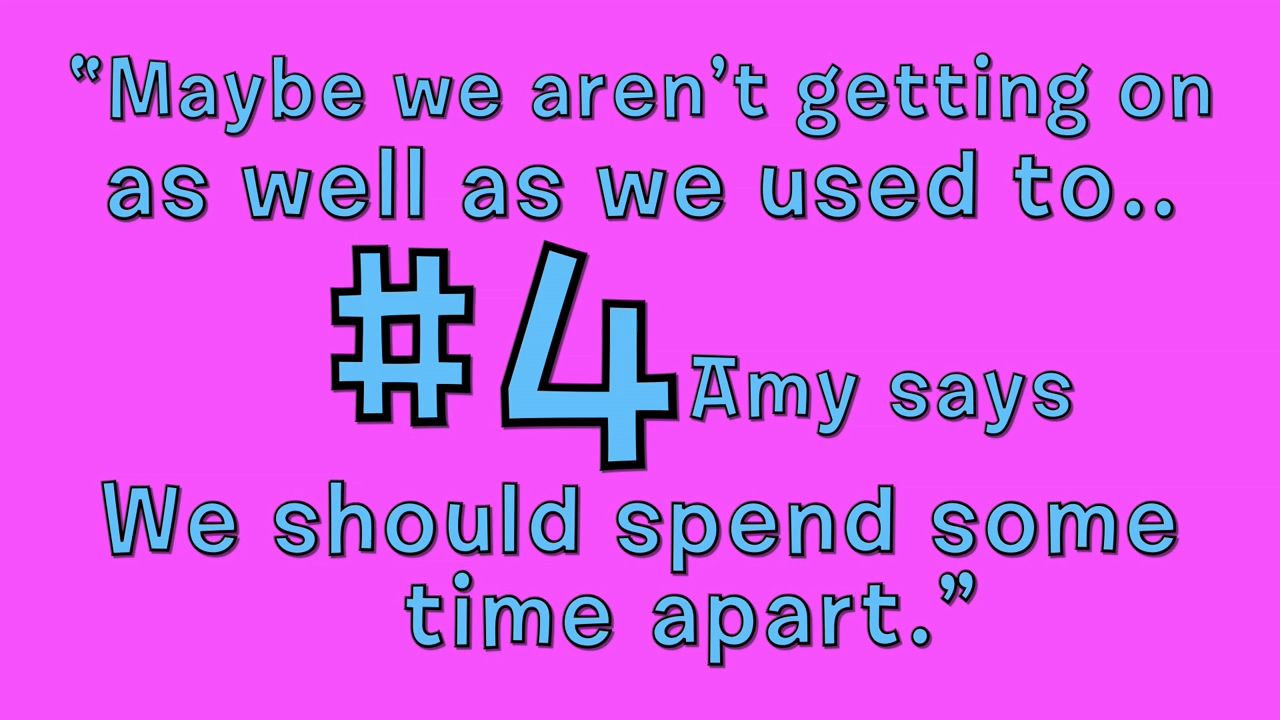 “Maybe we aren’t getting on
as well as we used to..
#4 Amy says
We should spend some
time apart.”